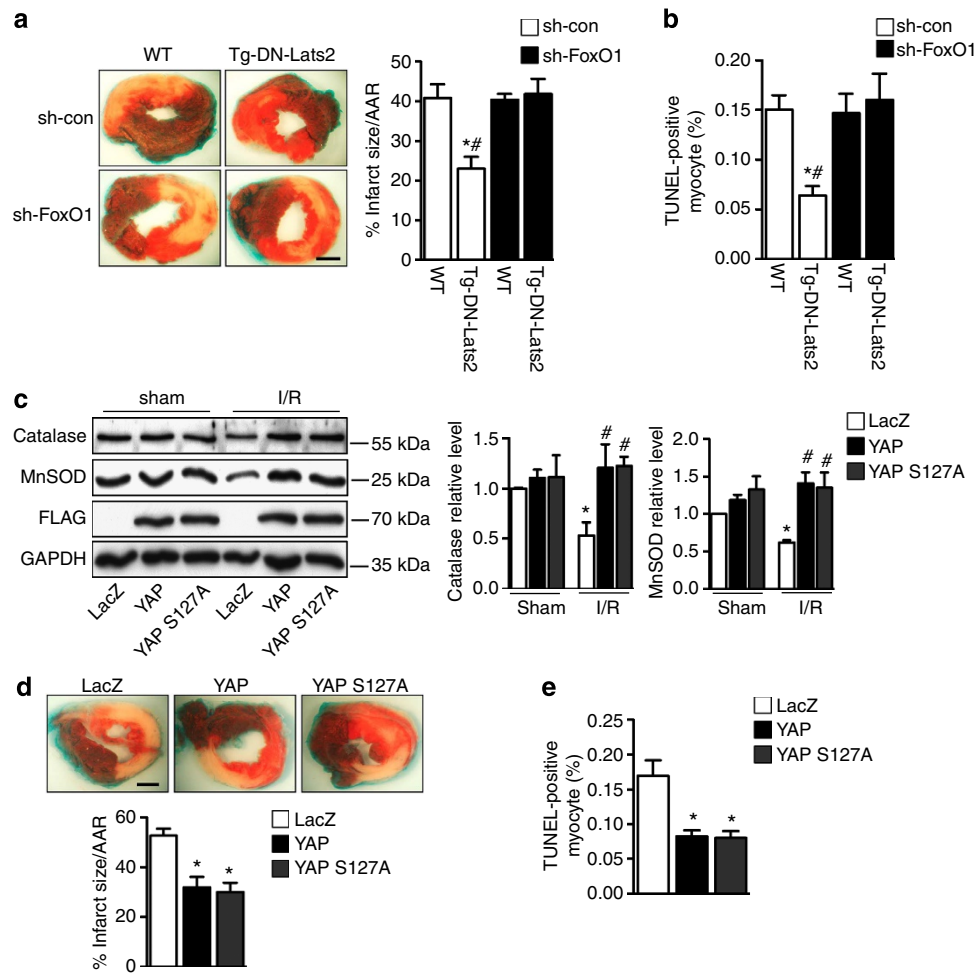 a
sh-con
sh-FoxO1
WT
Tg-DN-Lats2
sh-con
sh-FoxO1
% Infarct size/AAR
50
40
30
20
10
0
*#
WT
Tg-DN-Lats2
WT
Tg-DN-Lats2
b
sh-con
sh-FoxO1
TUNEL-positive
myocyte (%)
0.20
0.15
0.10
0.05
0.00
*#
WT
Tg-DN-Lats2
WT
Tg-DN-Lats2
c
sham
I/R
Catalase
55 kDa
MnSOD
25 kDa
FLAG
70 kDa
GAPDH
35 kDa
LacZ
YAP
YAP S127A
LacZ
YAP
YAP S127A
Catalase relative level
1.5
1.0
0.5
0.0
*
#
#
Sham
I/R
MnSOD relative level
2.0
1.5
1.0
0.5
0.0
*
#
#
Sham
I/R
LacZ
YAP
YAP S127A
d
LacZ
YAP
YAP S127A
% Infarct size/AAR
60
40
20
0
*
*
LacZ
YAP
YAP S127A
e
LacZ
YAP
YAP S127A
TUNEL-positive
myocyte (%)
0.25
0.20
0.15
0.10
0.05
0.00
*
*